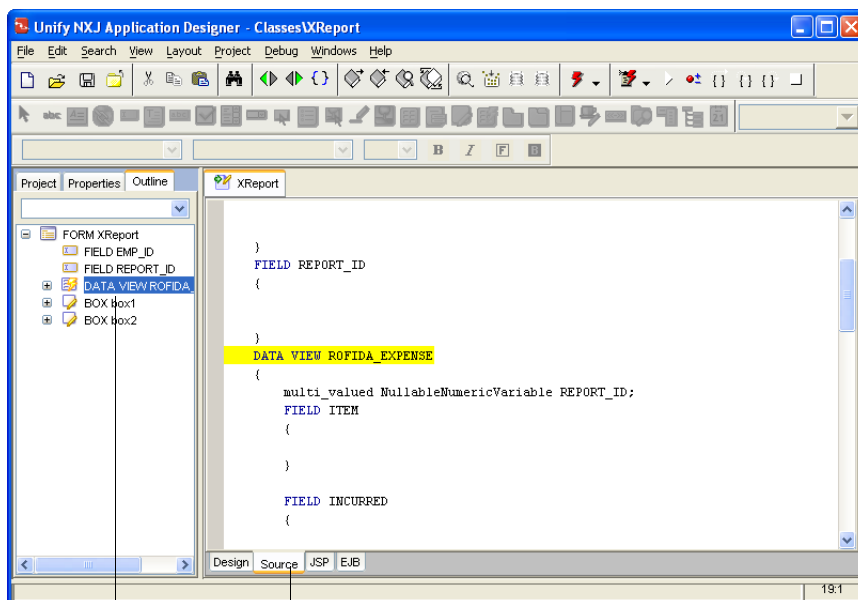 Unify NXJ Application Designer - Classes\XReport
File Edit Search View Layout Project Debug Windows Help
abc
21
B I F B
Project Properties Outline
XReport
FORM XReport
FIELD EMP_ID
FIELD REPORT_ID
DATA VIEW ROFIDA_
BOX box1
BOX box2
}
FIELD REPORT_ID
{
}
DATA VIEW ROFIDA_EXPENSE
{
multi_valued NullableNumericVariable REPORT_ID;
FIELD ITEM
{
}
FIELD INCURRED
{
Design Source JSP EJB
19:1